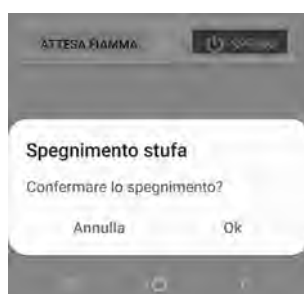 ATTESA FIAMMA
Spegnimento stufa
Confermare lo spegnimento?
Annulla
Ok